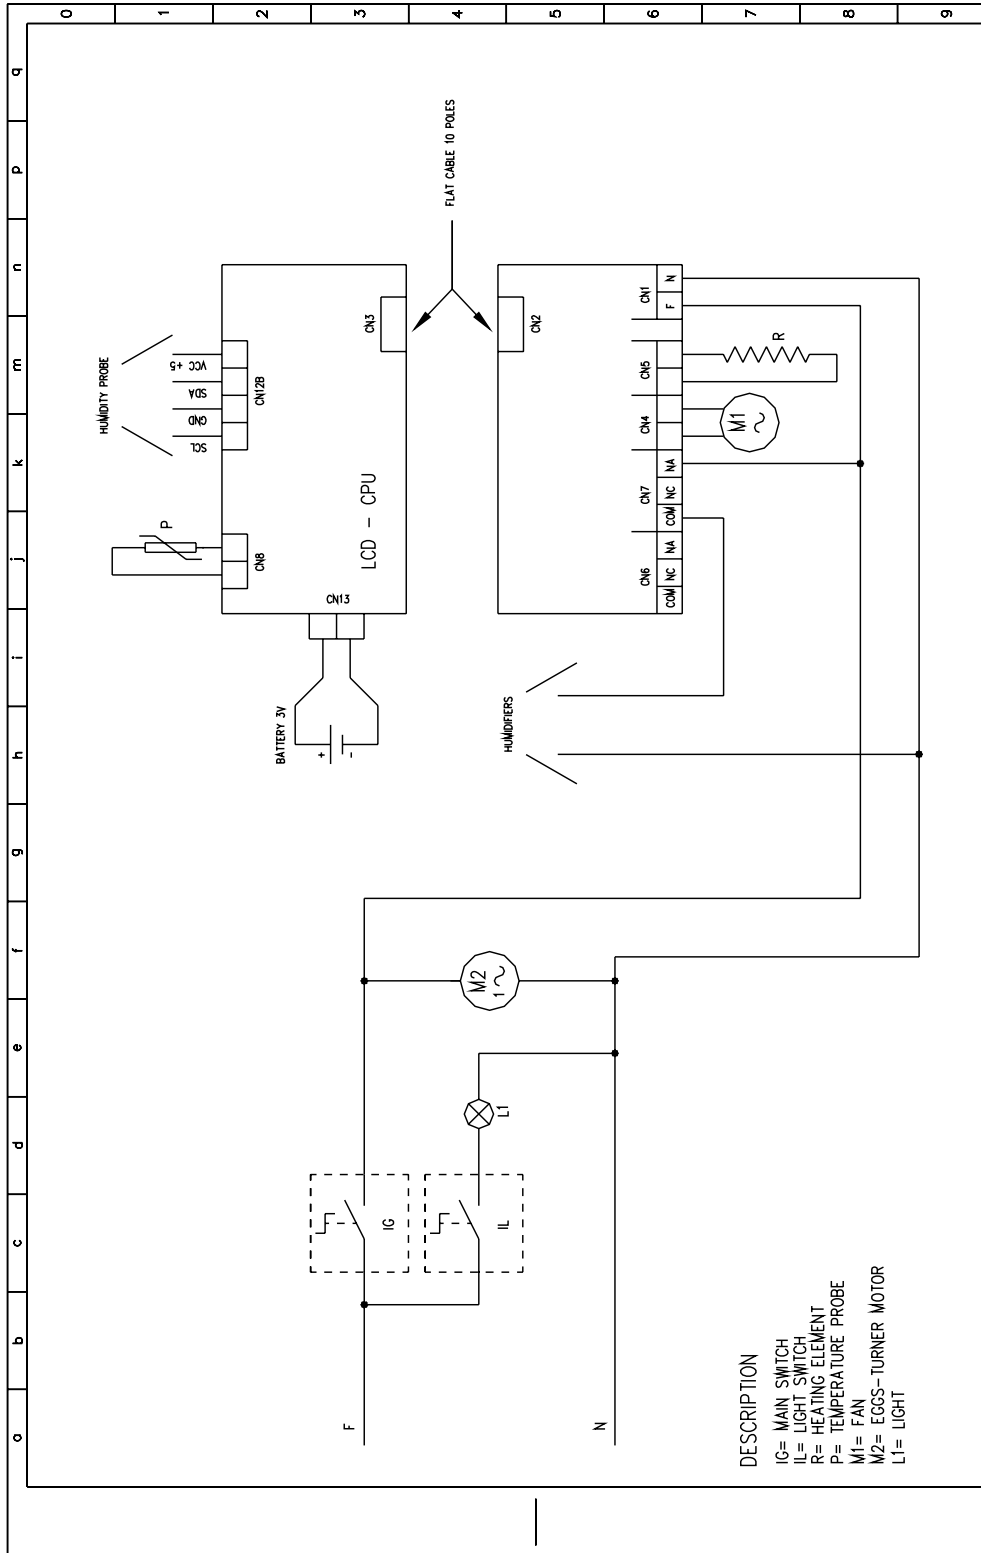 0 1 2 3 4 5 6 7 8 9
q
p
n
m
k
j
i
h
g
f
e
d
c
b
a
HUMIDITY PROBE
SCL
GND
SDA
VCC +5
CN12B
P
CN8
CN13
LCD - CPU
CN3
BATTERY 3V
+
-
FLAT CABLE 10 POLES
CN2
CN6
CN7
CN4
CN5
CN1
COM NC NA COM NC NA F N
HUMIDIFIERS
M1
R
F
N
IG
IL
L1
M2
1
DESCRIPTION
IG= MAIN SWITCH
IL= LIGHT SWITCH
R= HEATING ELEMENT
P= TEMPERATURE PROBE
M1= FAN
M2= EGGS-TURNER MOTOR
L1= LIGHT